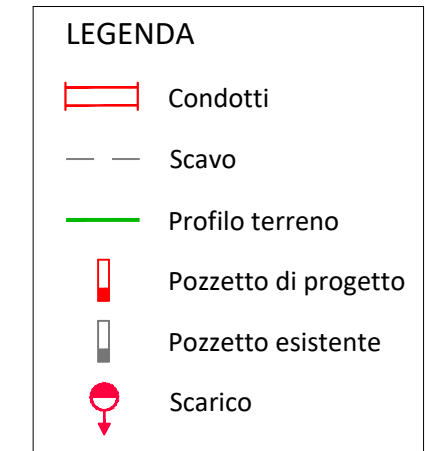 LEGENDA
Condotti
Scavo
Profilo terreno
Pozzetto di progetto
Pozzetto esistente
Scarico